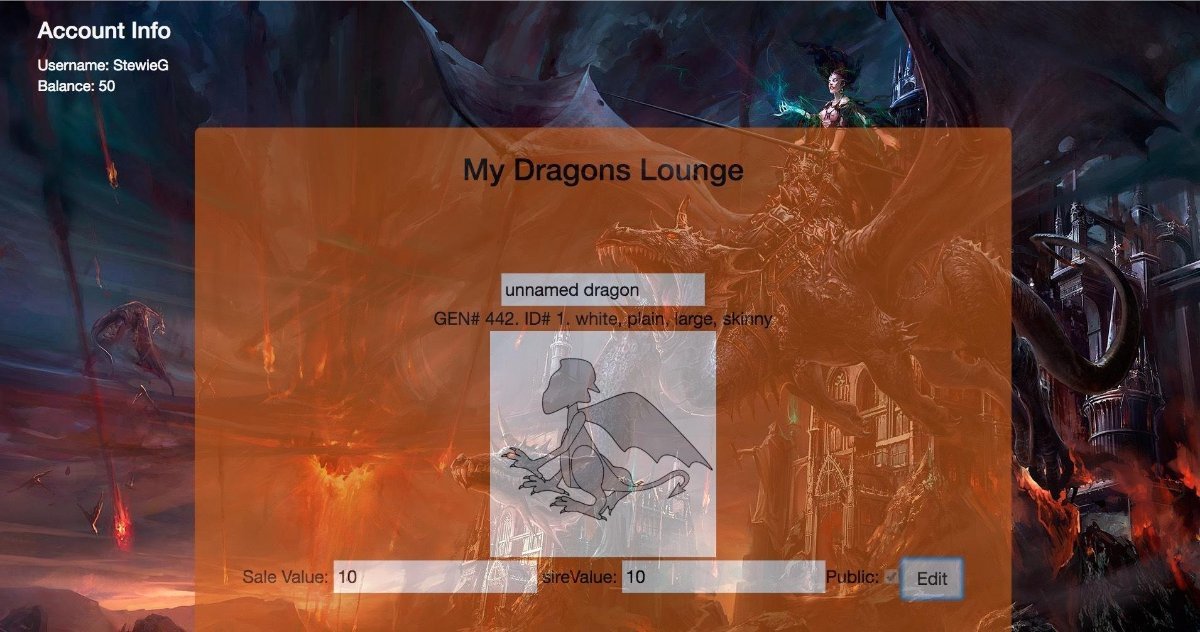 Account Info
Username: StewieG
Balance: 50
My Dragons Lounge
unnamed dragon
GEN# 442. ID# 1. white, plain, large, skinny
Sale Value: 10 sireValue: 10 Public: Edit